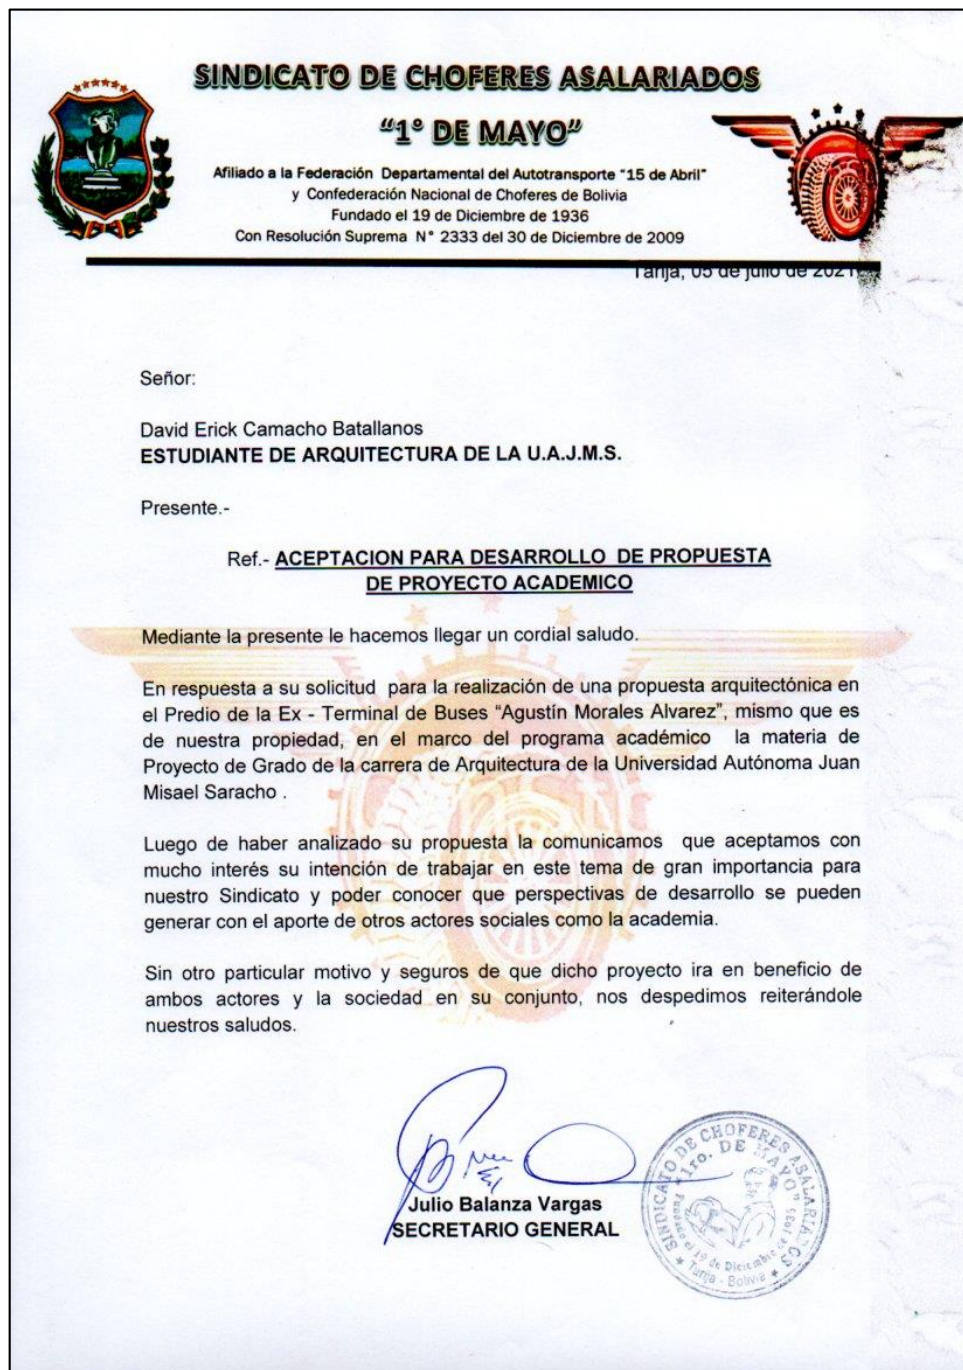 SINDICATO DE CHOFERES ASALARIADOS
“1° DE MAYO”
Afiliado a la Federación Departamental del Autotransporte “15 de Abril”
y Confederación Nacional de Choferes de Bolivia
Fundado el 19 de Diciembre de 1936
Con Resolución Suprema N° 2333 del 30 de Diciembre de 2009
Tarija, 05 de julio de 2021
Señor:
David Erick Camacho Batallanos
ESTUDIANTE DE ARQUITECTURA DE LA U.A.J.M.S.
Presente.-
Ref.- ACEPTACION PARA DESARROLLO DE PROPUESTA
DE PROYECTO ACADEMICO
Mediante la presente le hacemos llegar un cordial saludo.
En respuesta a su solicitud para la realización de una propuesta arquitectónica en
el Predio de la Ex - Terminal de Buses “Agustín Morales Alvarez”, mismo que es
de nuestra propiedad, en el marco del programa académico la materia de
Proyecto de Grado de la carrera de Arquitectura de la Universidad Autónoma Juan
Misael Saracho .
Luego de haber analizado su propuesta la comunicamos que aceptamos con
mucho interés su intención de trabajar en este tema de gran importancia para
nuestro Sindicato y poder conocer que perspectivas de desarrollo se pueden
generar con el aporte de otros actores sociales como la academia.
Sin otro particular motivo y seguros de que dicho proyecto ira en beneficio de
ambos actores y la sociedad en su conjunto, nos despedimos reiterándole
nuestros saludos.
Julio Balanza Vargas
SECRETARIO GENERAL
SINDICATO DE CHOFERES ASALARIADOS
"1ro. DE MAYO"
Fundado el 19 de Diciembre de 1935
Tarija - Bolivia